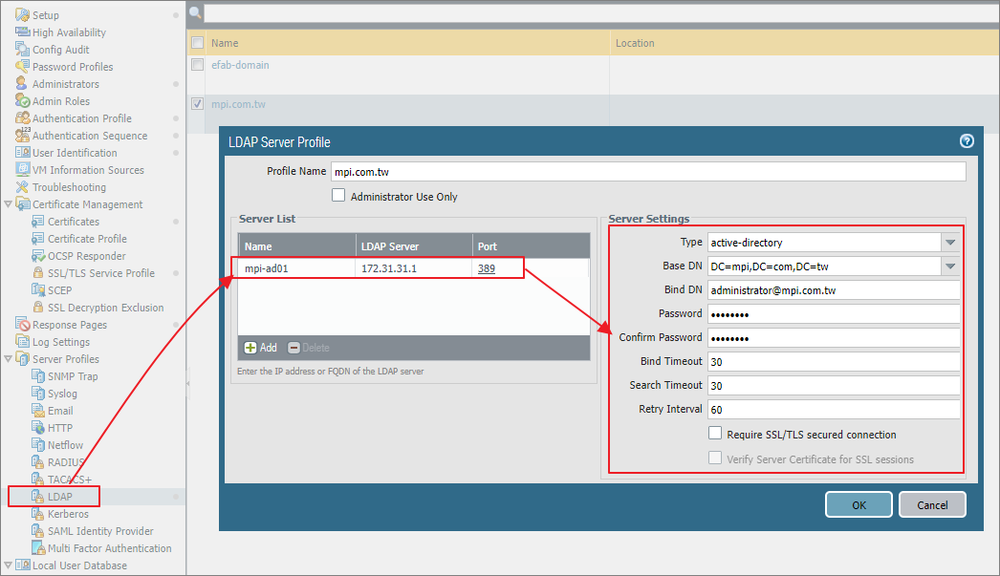 Setup
High Availability
Config Audit
Password Profiles
Administrators
Admin Roles
Authentication Profile
Authentication Sequence
User Identification
VM Information Sources
Troubleshooting
Certificate Management
Certificates
Certificate Profile
OCSP Responder
SSL/TLS Service Profile
SCEP
SSL Decryption Exclusion
Response Pages
Log Settings
Server Profiles
SNMP Trap
Syslog
Email
HTTP
Netflow
RADIUS
TACACS+
LDAP
Kerberos
SAML Identity Provider
Multi Factor Authentication
Local User Database
Name Location
efab-domain
mpi.com.tw
LDAP Server Profile
Profile Name mpi.com.tw
Administrator Use Only
Server List
Name LDAP Server Port
mpi-ad01 172.31.31.1 389
Add Delete
Enter the IP address or FQDN of the LDAP server
Server Settings
Type active-directory
Base DN DC=mpi,DC=com,DC=tw
Bind DN administrator@mpi.com.tw
Password ••••••••
Confirm Password ••••••••
Bind Timeout 30
Search Timeout 30
Retry Interval 60
Require SSL/TLS secured connection
Verify Server Certificate for SSL sessions
OK Cancel